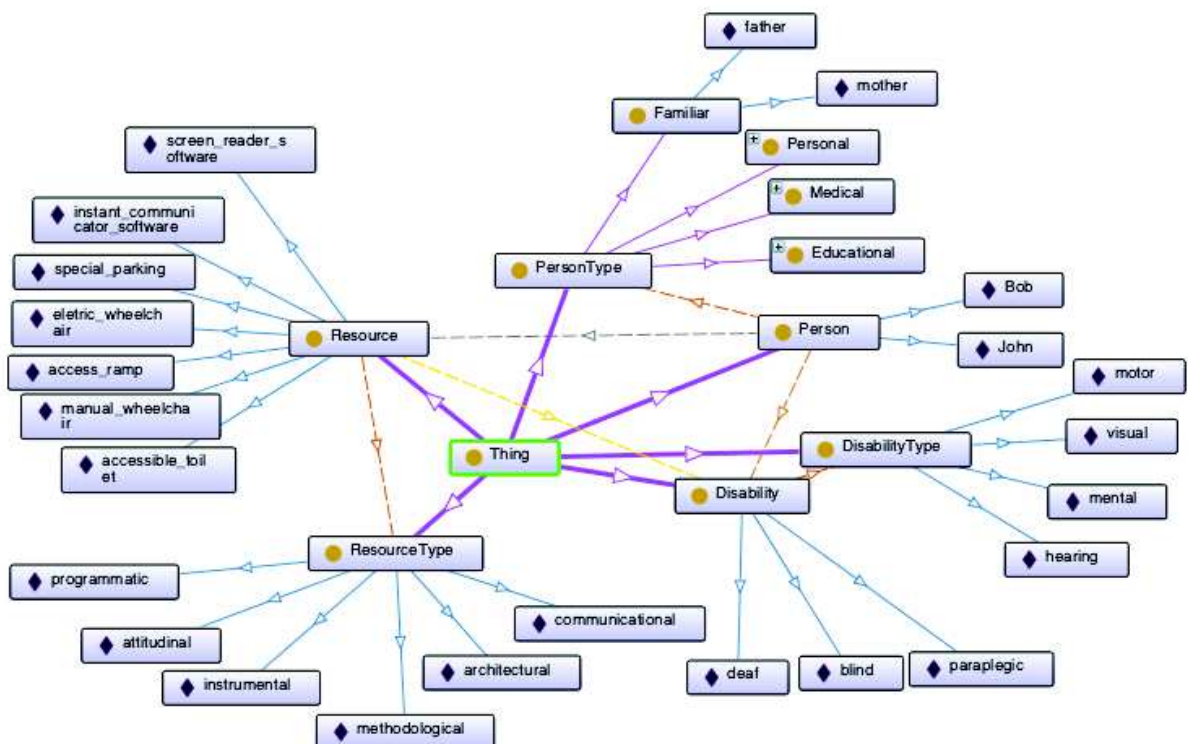 father
mother
Familiar
Personal
screen_reader_s
oftware
Medical
instant_communi
cator_software
Educational
PersonType
special_parking
Bob
eletric_wheelch
air
Resource
Person
John
access_ramp
motor
manual_wheelcha
ir
visual
DisabilityType
Thing
accessible_toil
et
mental
Disability
ResourceType
hearing
programmatic
communicational
attitudinal
architectural
deaf
blind
paraplegic
instrumental
methodological